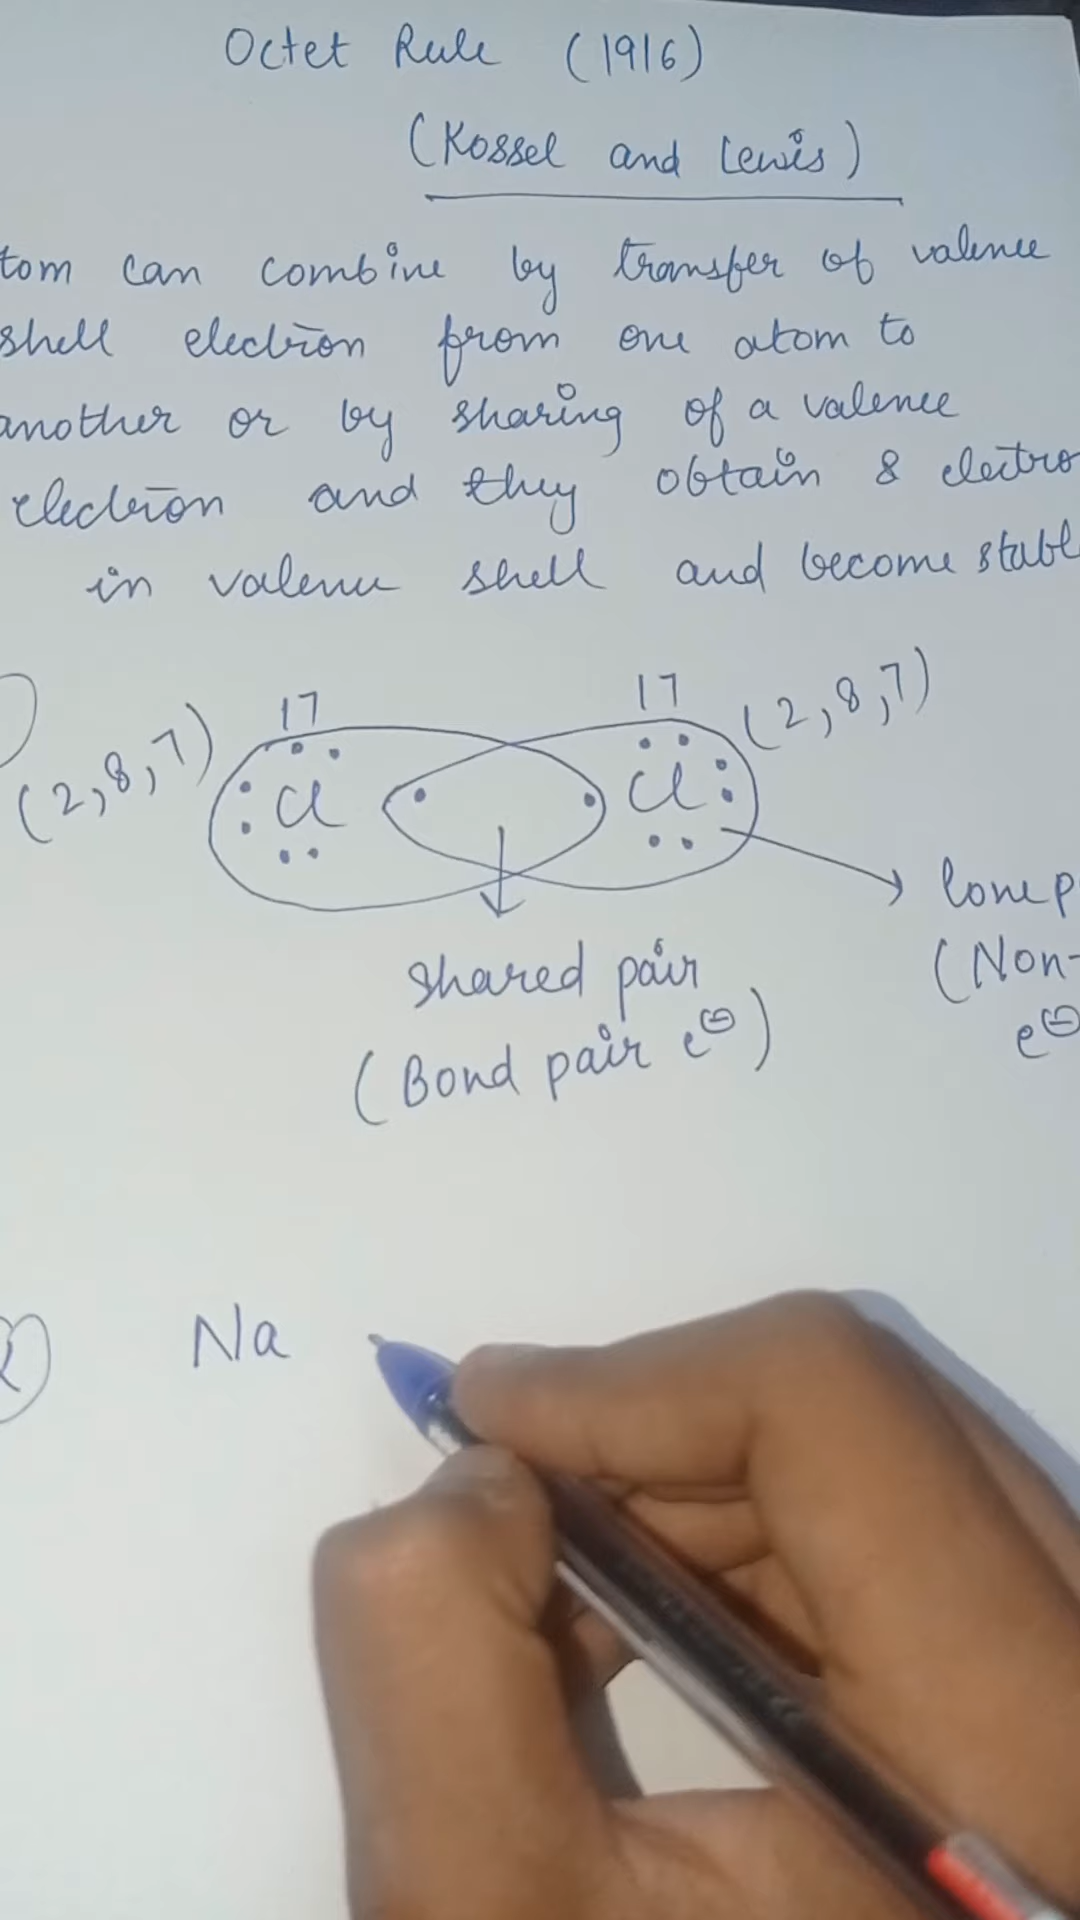 Octet Rule (1916)
(Kossel and Lewis)
tom can combine by transfer of valence
shell electron from one atom to
another or by sharing of a valence
electron and they obtain 8 electro
in valence shell and become stabl
17 17
(2,8,7) Cl Cl (2,8,7)
lone p
shared pair (Non-
(Bond pair e⊖) e⊖
2 Na